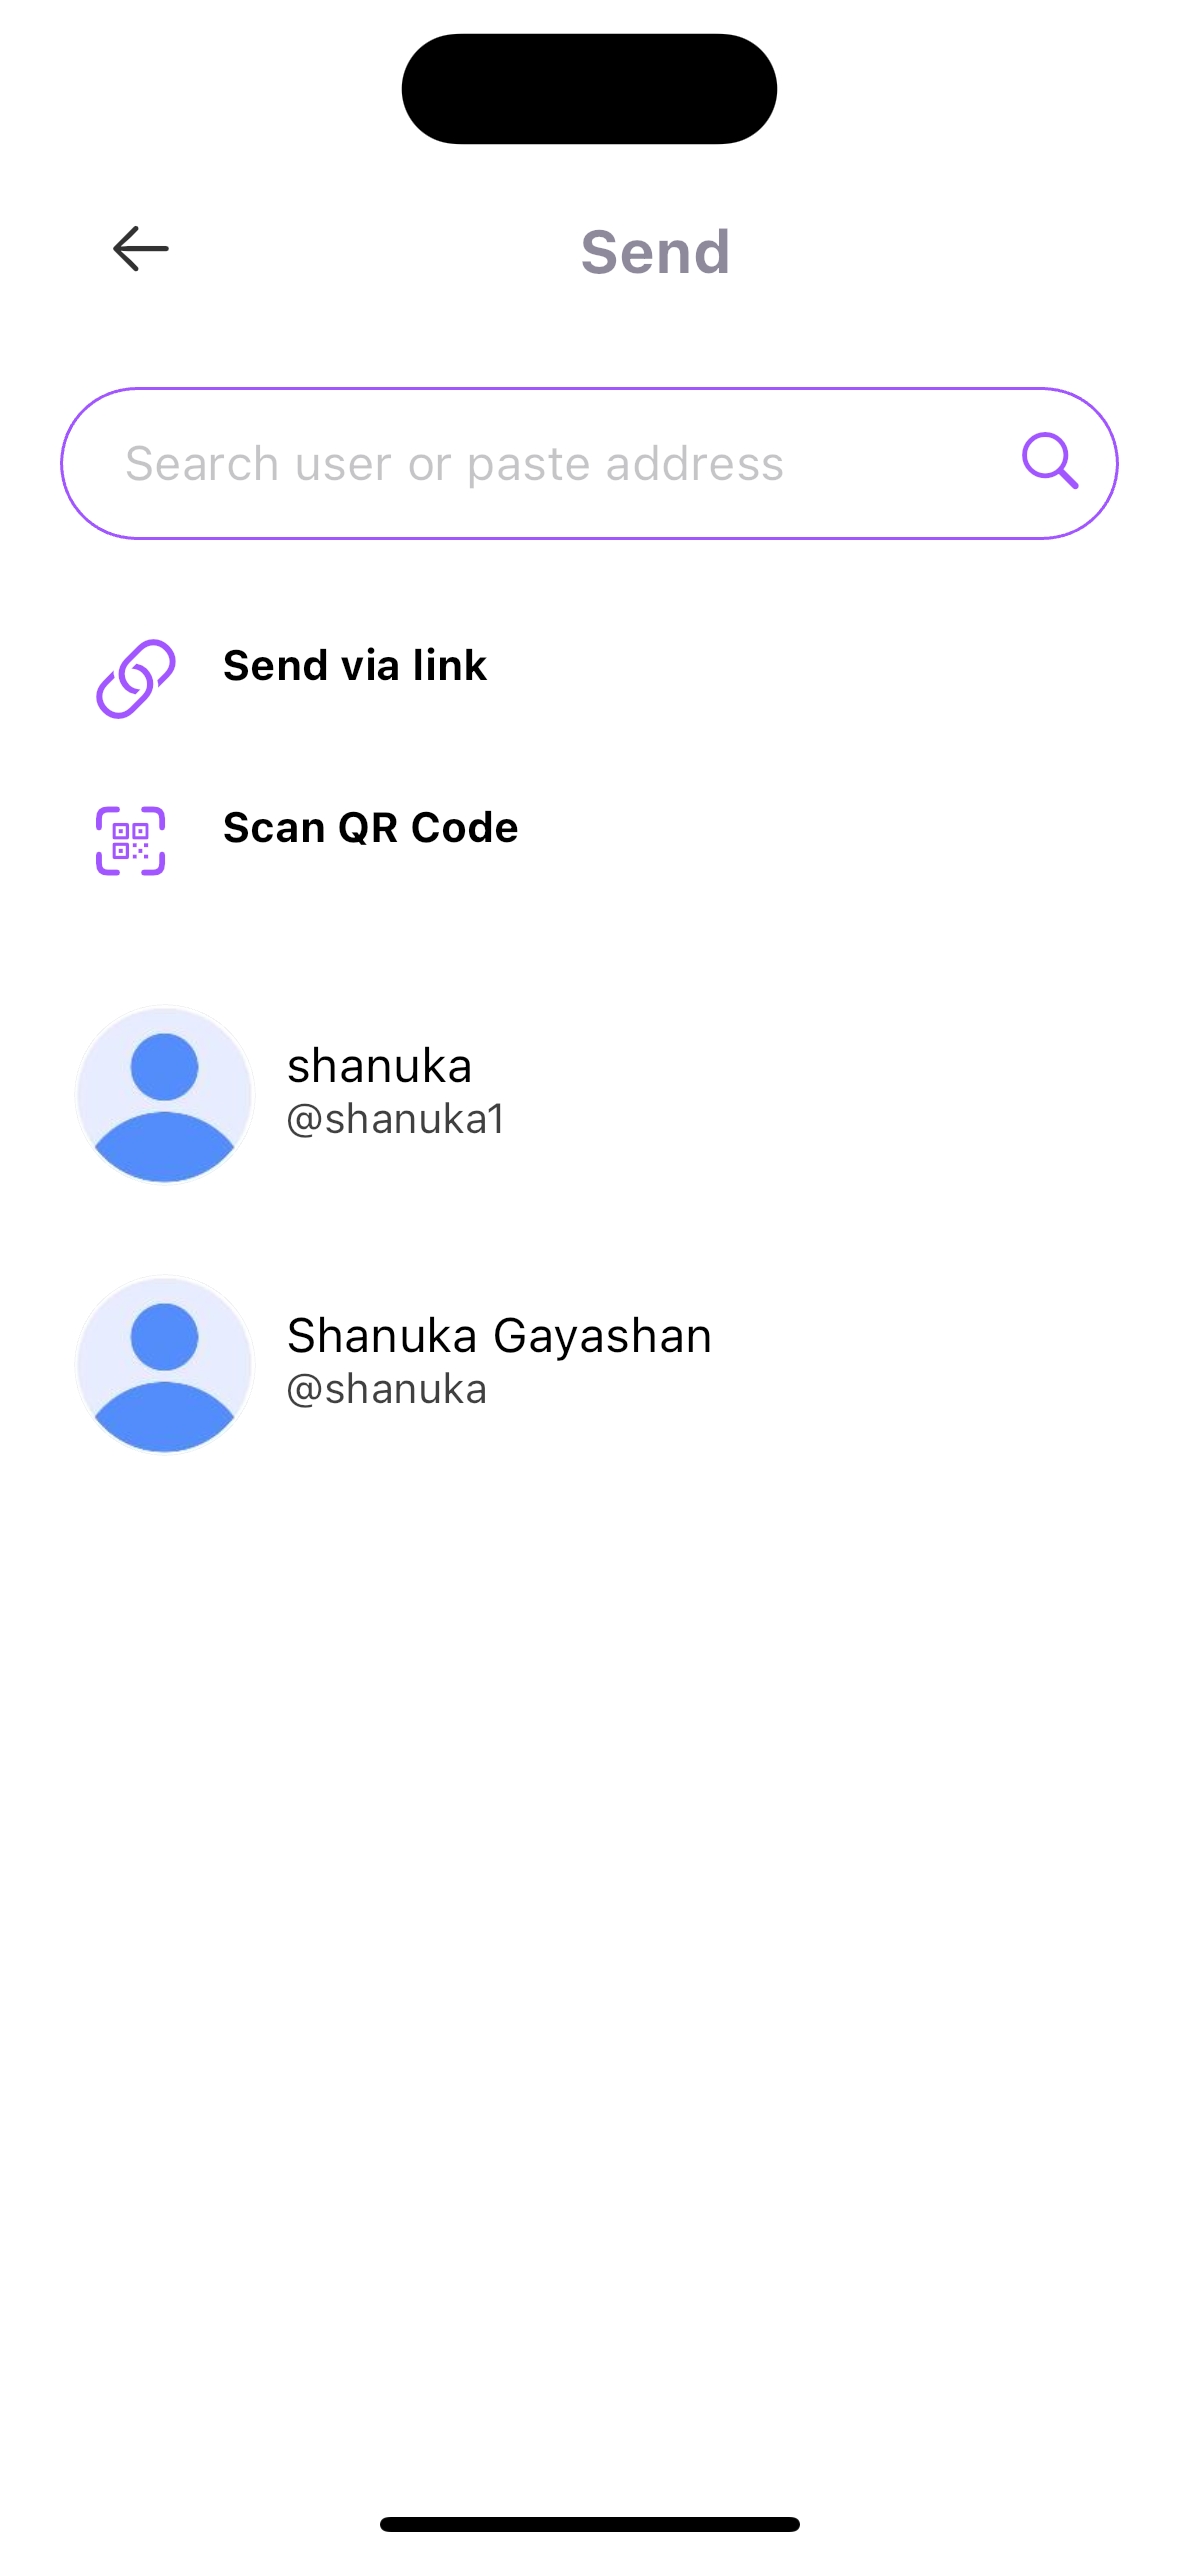 Send
Search user or paste address
Send via link
Scan QR Code
shanuka
@shanuka1
Shanuka Gayashan
@shanuka